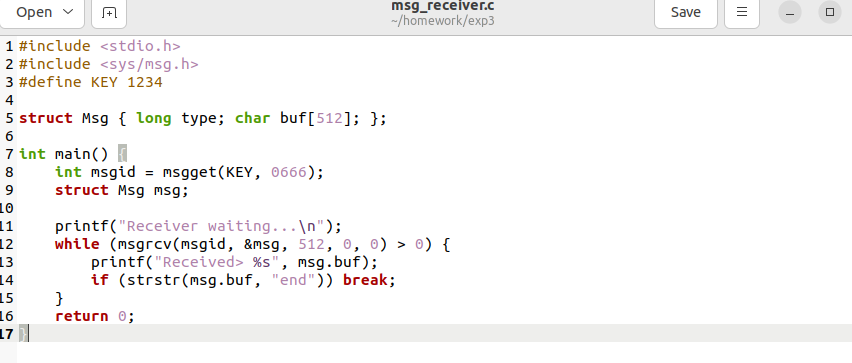 Open
msg_receiver.c
~/homework/exp3
Save
1 #include <stdio.h>
2 #include <sys/msg.h>
3 #define KEY 1234
4
5 struct Msg { long type; char buf[512]; };
6
7 int main() {
8     int msgid = msgget(KEY, 0666);
9     struct Msg msg;
10
11     printf("Receiver waiting...\n");
12     while (msgrcv(msgid, &msg, 512, 0, 0) > 0) {
13         printf("Received> %s", msg.buf);
14         if (strstr(msg.buf, "end")) break;
15     }
16     return 0;
17 }